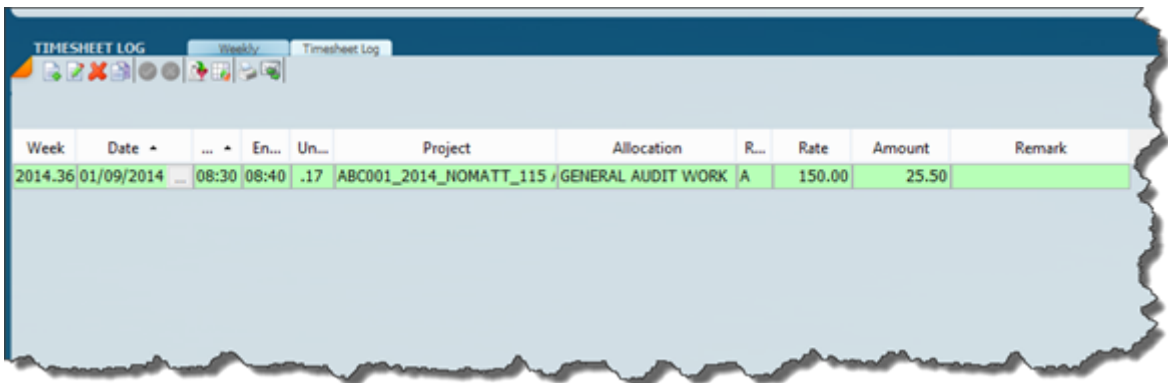 TIMESHEET LOG Weekly Timesheet Log
Week Date ... En... Un... Project Allocation R... Rate Amount Remark
2014.36 01/09/2014 ... 08:30 08:40 .17 ABC001_2014_NOMATT_115 GENERAL AUDIT WORK A 150.00 25.50